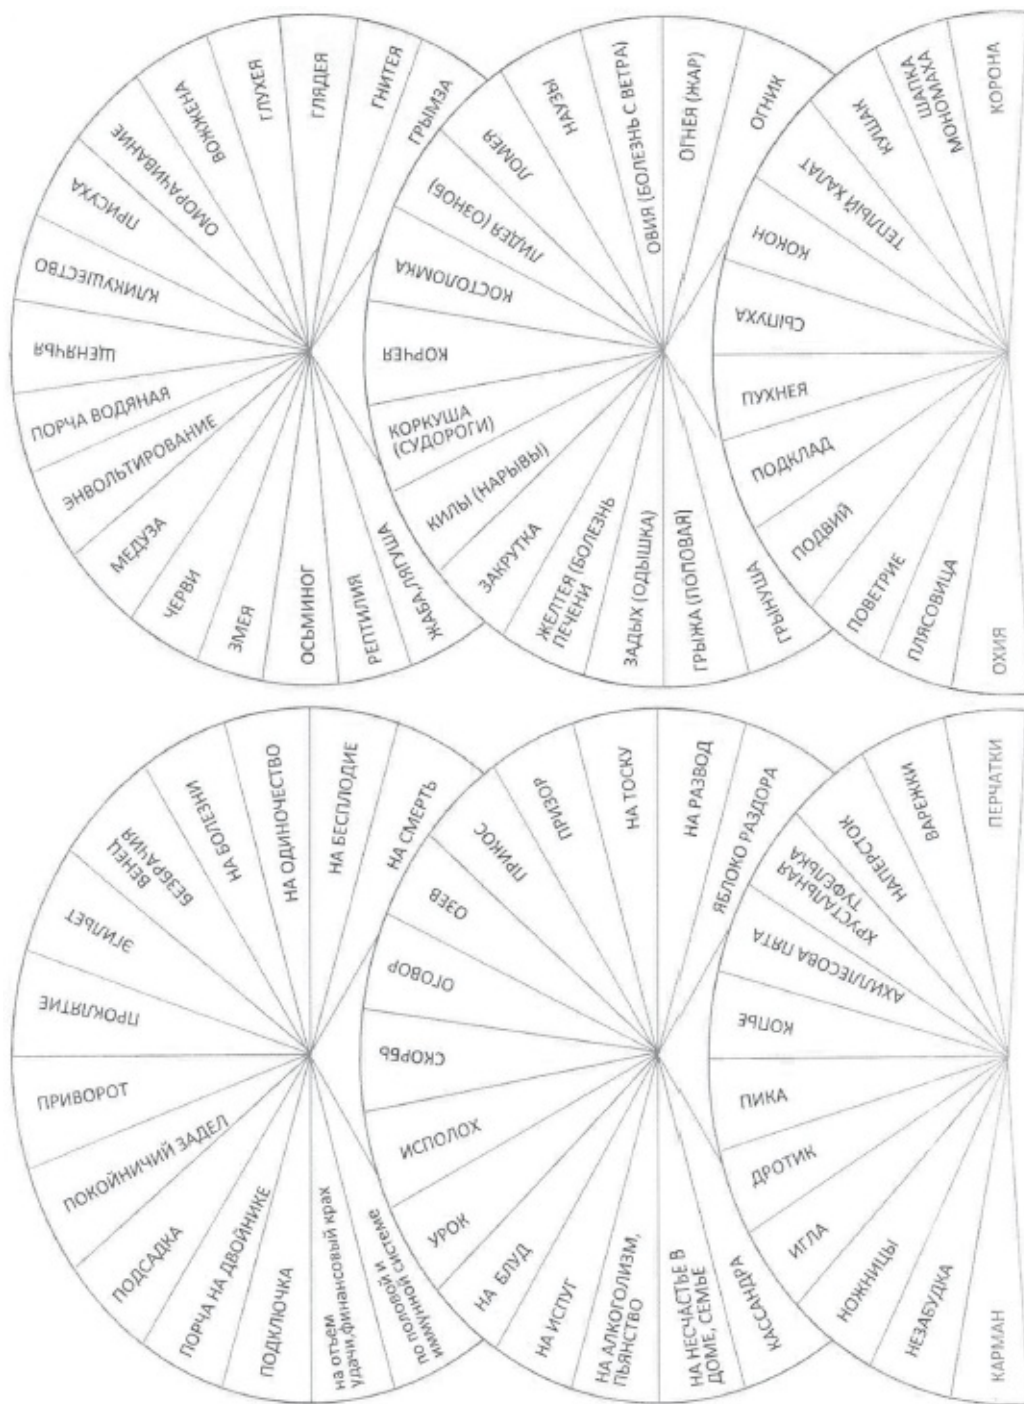 ЖАБА,ЛЯГУША
РЕПТИЛИЯ
ОСЬМИНОГ
ЗМЕЯ
ЧЕРВИ
МЕДУЗА
ЭНВОЛЬТИРОВАНИЕ
ПОРЧА ВОДЯНАЯ
ЩЕНЯЧЬЯ
КЛИКУШЕСТВО
ПРИСУХА
ОМОРАЧИВАНИЕ
ВОЖЖЕНА
ГЛУХЕЯ
ГЛЯДЕЯ
ГНИТЕЯ
ГРЫМЗА
ГРЫНУША
ГРЫЖА (ПОПОВАЯ)
ЗАДЫХ (ОДЫШКА)
ЖЕЛТЕЯ (БОЛЕЗНЬ
ПЕЧЕНИ
ЗАКРУТКА
КИЛЫ (НАРЫВЫ)
КОРКУША
(СУДОРОГИ)
КОРЧЕЯ
КОСТОЛОМКА
ЛИДЕЯ (ОЗНОБ)
ЛОМЕЯ
НАУЗЫ
ОВИЯ (БОЛЕЗНЬ С ВЕТРА)
ОГНЕЯ (ЖАР)
ОГНИК
ОХИЯ
ПЛЯСОВИЦА
ПОВЕТРИЕ
ПОДВИЙ
ПОДКЛАД
ПУХНЕЯ
СЫПУХА
КОКОН
ТЕПЛЫЙ ХАЛАТ
КУШАК
ШАПКА
МОНОМАХА
КОРОНА
по половой и
иммунной системе
на отъем
удачи,финансовый крах
ПОДКЛЮЧКА
ПОРЧА НА ДВОЙНИКЕ
ПОДСАДКА
ПОКОЙНИЧИЙ ЗАДЕЛ
ПРИВОРОТ
ПРОКЛЯТИЕ
ЭГИЛЬЕТ
ВЕНЕЦ
БЕЗБРАЧИЯ
НА БОЛЕЗНИ
НА ОДИНОЧЕСТВО
НА БЕСПЛОДИЕ
НА СМЕРТЬ
КАССАНДРА
НА НЕСЧАСТЬЕ В
ДОМЕ, СЕМЬЕ
НА АЛКОГОЛИЗМ,
ПЬЯНСТВО
НА ИСПУГ
НА БЛУД
УРОК
ИСПОЛОХ
СКОРБЬ
ОГОВОР
ОЗЕВ
ПРИКОС
ПРИЗОР
НА ТОСКУ
НА РАЗВОД
ЯБЛОКО РАЗДОРА
КАРМАН
НЕЗАБУДКА
НОЖНИЦЫ
ИГЛА
ДРОТИК
ПИКА
КОПЬЕ
АХИЛЛЕСОВА ПЯТА
ХРУСТАЛЬНАЯ
ТУФЕЛЬКА
НАПЕРСТОК
ВАРЕЖКИ
ПЕРЧАТКИ